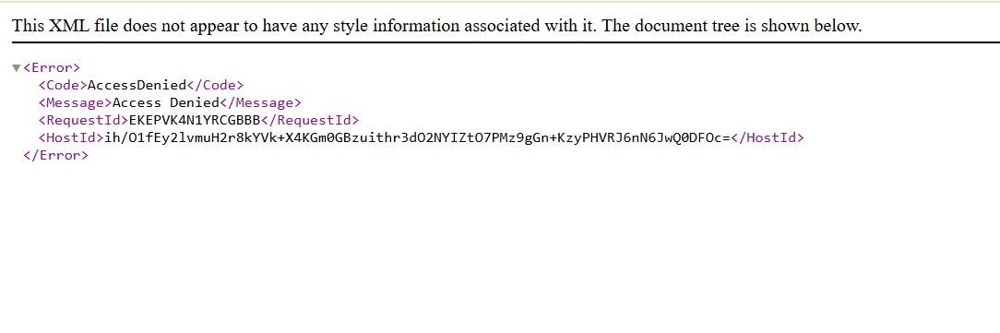 This XML file does not appear to have any style information associated with it. The document tree is shown below.
▼<Error>
<Code>AccessDenied</Code>
<Message>Access Denied</Message>
<RequestId>EKEPVK4N1YRCGBBB</RequestId>
<HostId>ih/O1fEy2lvmuH2r8kYVk+X4KGm0GBzuithr3dO2NYIZtO7PMz9gGn+KzyPHVRJ6nN6JwQ0DFOc=</HostId>
</Error>